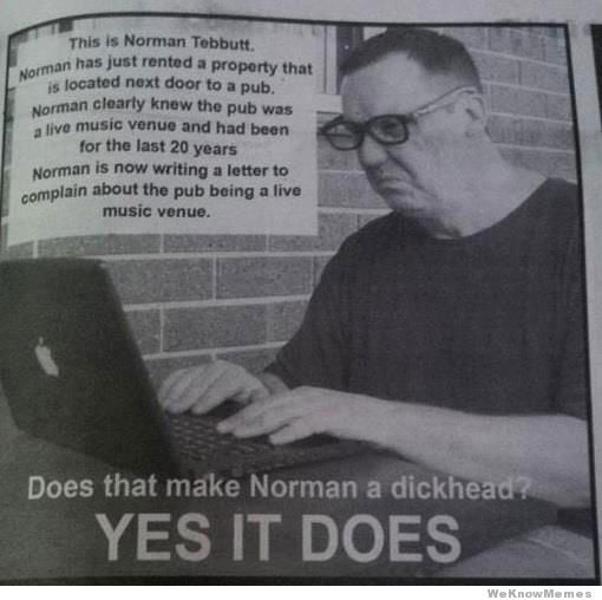 This is Norman Tebbutt.
Norman has just rented a property that
is located next door to a pub.
Norman clearly knew the pub was
a live music venue and had been
for the last 20 years
Norman is now writing a letter to
complain about the pub being a live
music venue.
Does that make Norman a dickhead?
YES IT DOES
WeKnowMemes